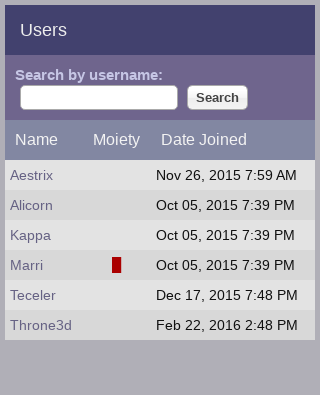 Users
Search by username:
Search
Name Moiety Date Joined
Aestrix Nov 26, 2015 7:59 AM
Alicorn Oct 05, 2015 7:39 PM
Kappa Oct 05, 2015 7:39 PM
Marri Oct 05, 2015 7:39 PM
Teceler Dec 17, 2015 7:48 PM
Throne3d Feb 22, 2016 2:48 PM